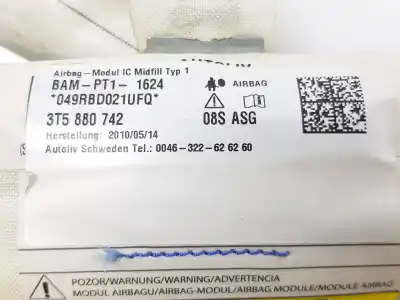 AUTOLIV
Airbag-Modul IC Midfill Typ 1
BAM-PT1- 1624
AIRBAG
*049RBD021UFQ*
3T5 880 742
08S ASG
Herstellung: 2010/05/14
Autoliv Schweden Tel.: 0046-322-62 62 60
POZOR/WARNUNG/WARNING/ADVERTENCIA
MODUL AIRBAGU/AIRBAG-MODUL/AIRBAG MODULE/MODULE AIRBAG